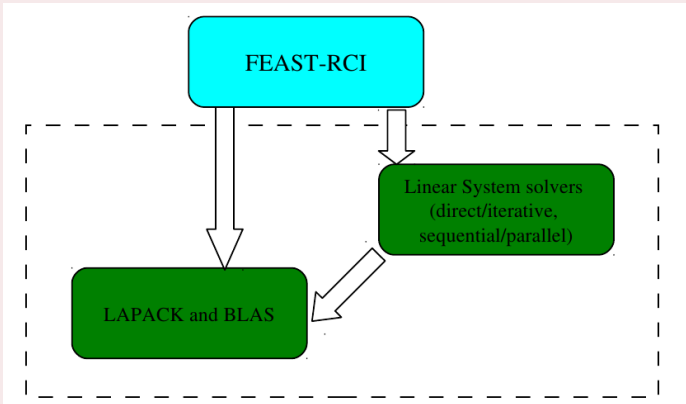 FEAST-RCI
Linear System solvers
(direct/iterative,
sequential/parallel)
LAPACK and BLAS